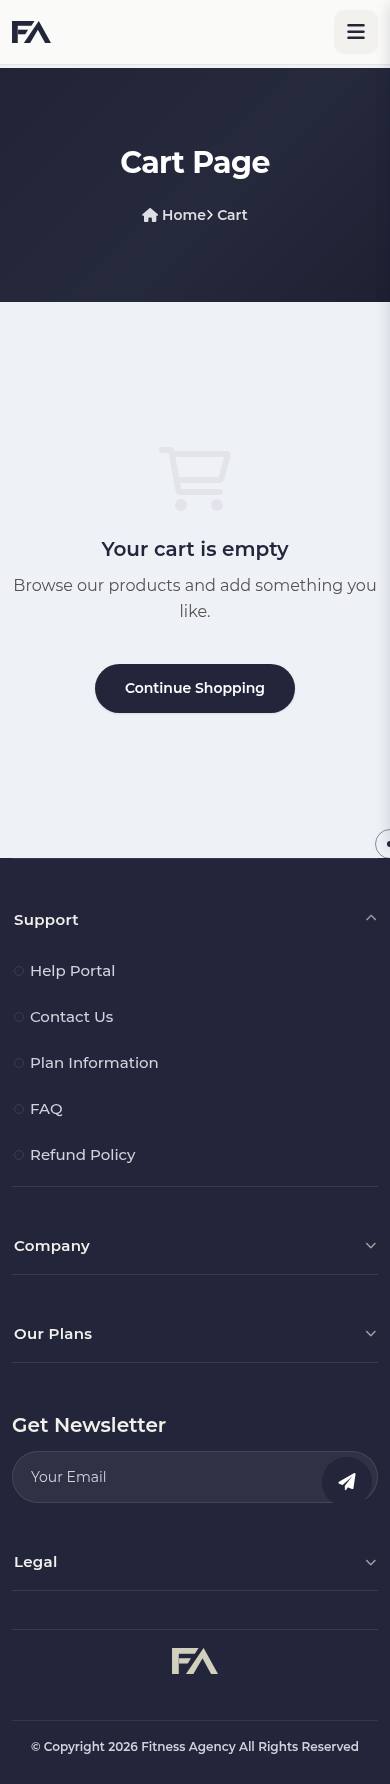 FA
Cart Page
Home > Cart
Your cart is empty
Browse our products and add something you
like.
Continue Shopping
Support
Help Portal
Contact Us
Plan Information
FAQ
Refund Policy
Company
Our Plans
Get Newsletter
Your Email
Legal
FA
© Copyright 2026 Fitness Agency All Rights Reserved